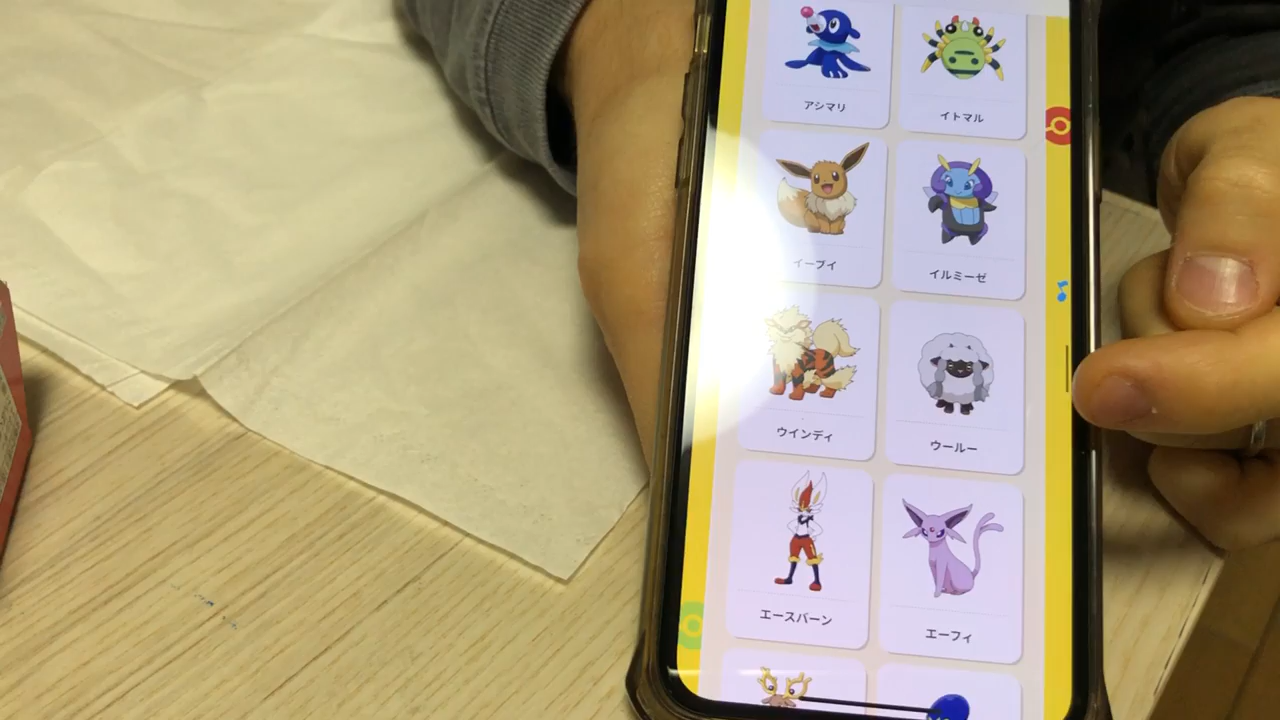 アシマリ
イトマル
イーブイ
イルミーゼ
ウインディ
ウールー
エースバーン
エーフィ